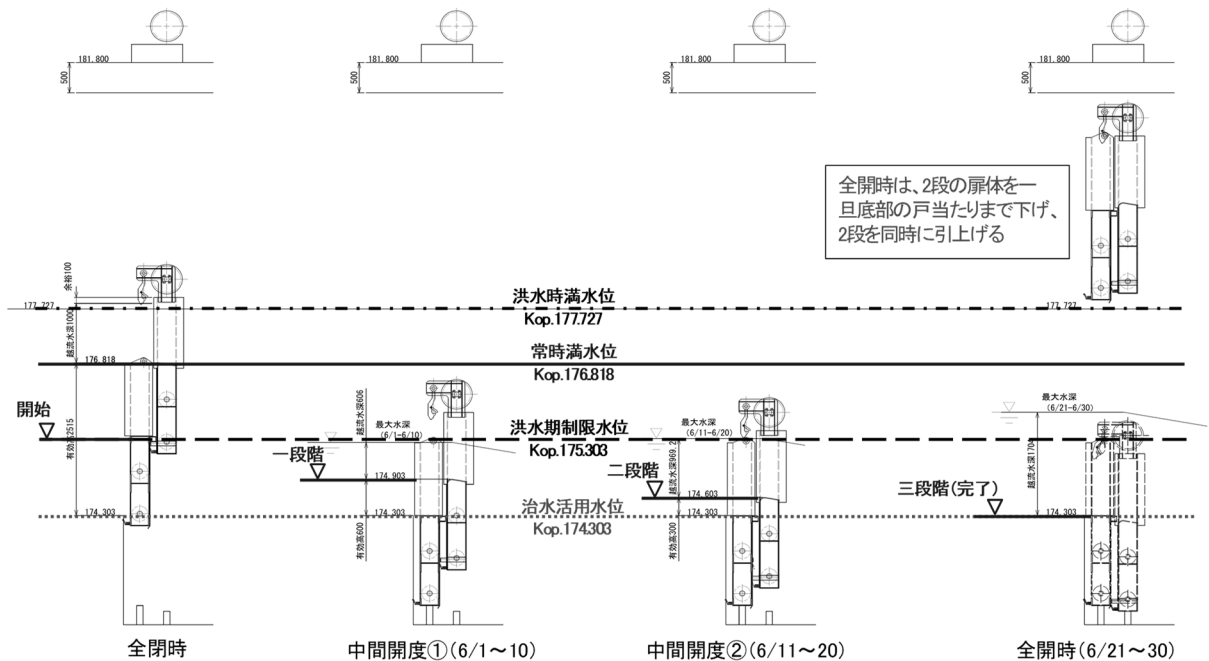 181.800
500
181.800
500
181.800
500
181.800
500
全開時は、2段の扉体を一
旦底部の戸当たりまで下げ、
2段を同時に引上げる
余裕100
177.727
洪水時満水位
Kop.177.727
177.727
越流水深1000
176.818
常時満水位
Kop.176.818
開始
有効高2515
越流水深606
最大水深
(6/1-6/10)
洪水期制限水位
Kop.175.303
最大水深
(6/11-6/20)
最大水深
(6/21-6/30)
一段階
174.903
越流水深969.2
二段階
174.603
越流水深1704
三段階(完了)
174.303
174.303
治水活用水位
Kop.174.303
174.303
174.303
有効高600
有効高300
全閉時
中間開度①(6/1~10)
中間開度②(6/11~20)
全開時(6/21~30)